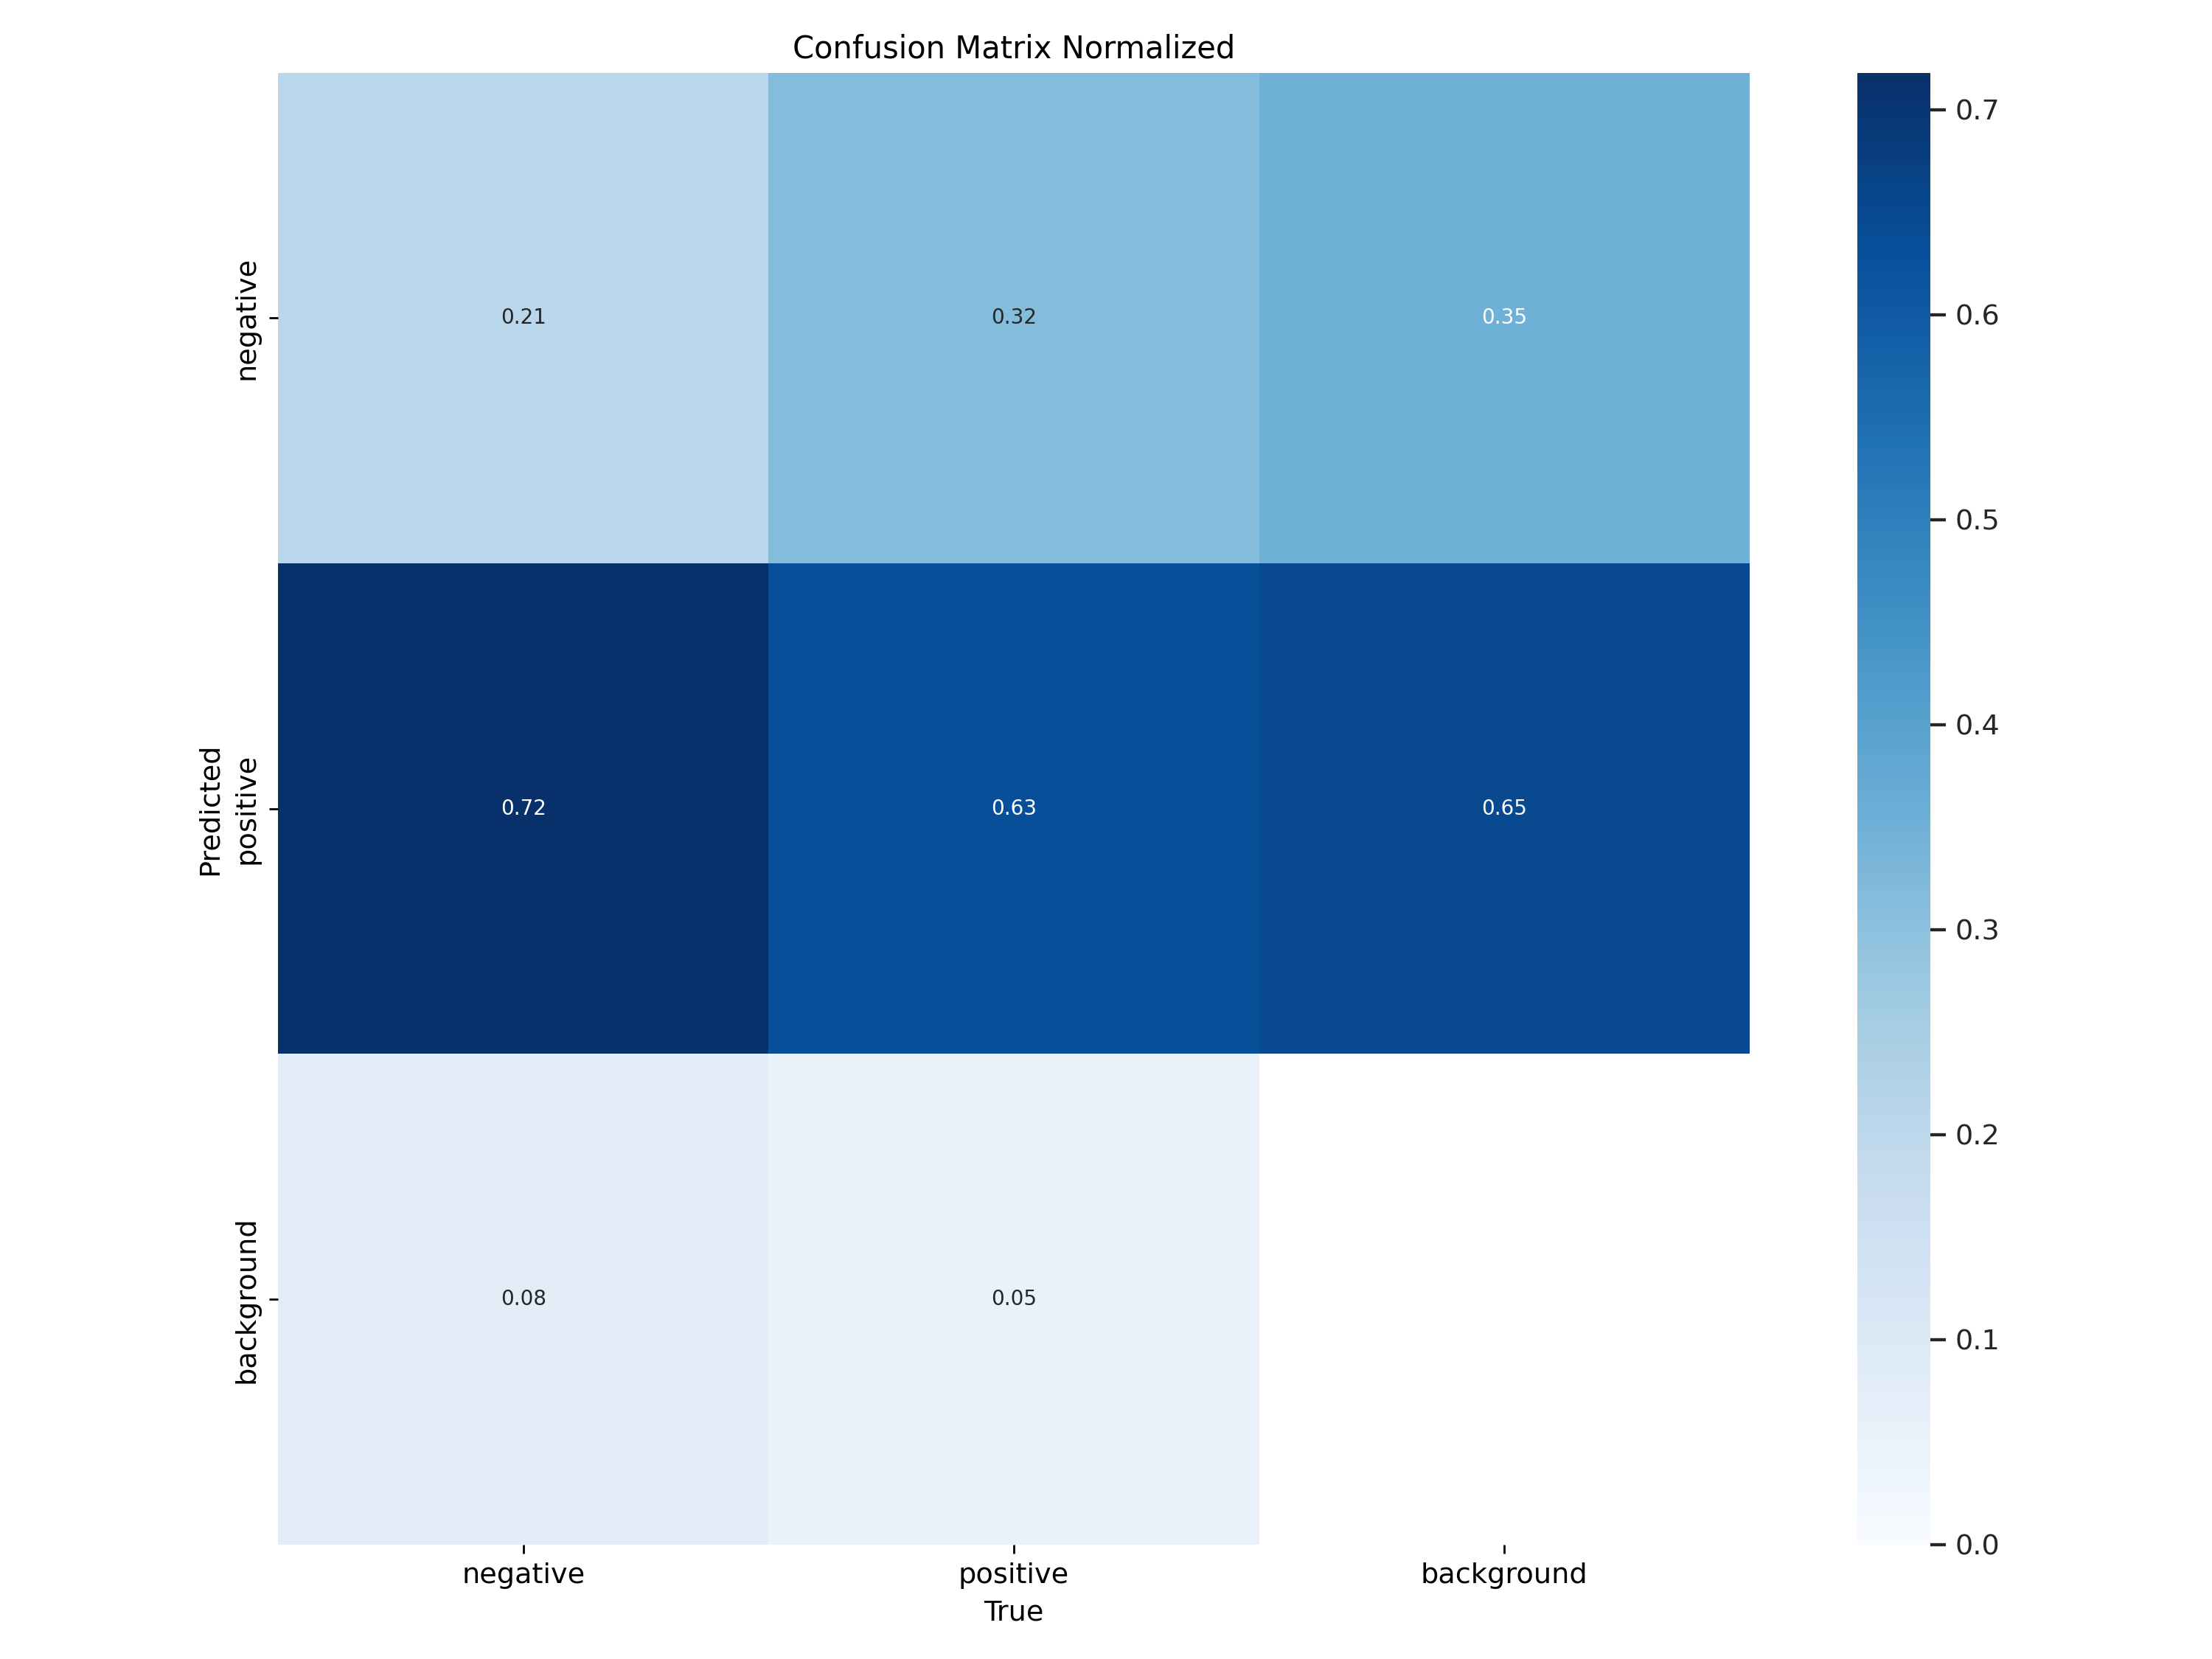 Confusion Matrix Normalized
0.7
0.6
0.5
0.4
0.3
0.2
0.1
0.0
Predicted
negative
0.21 0.32 0.35
positive
0.72 0.63 0.65
background
0.08 0.05
negative positive background
True